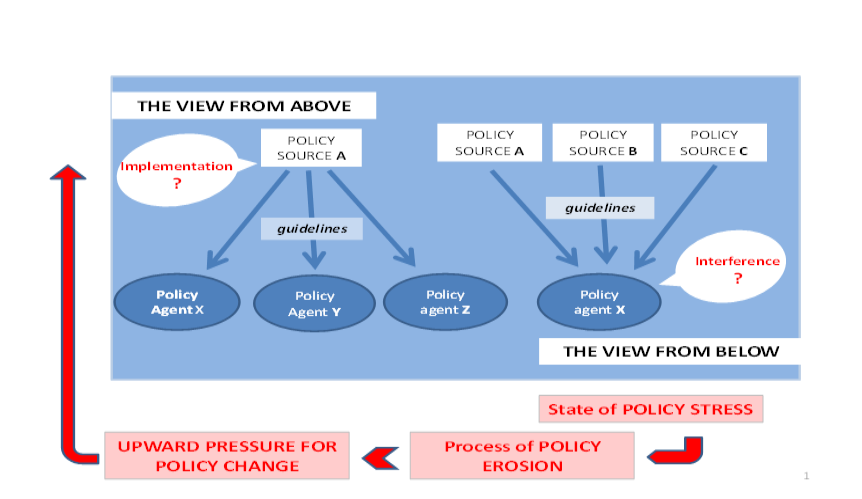 THE VIEW FROM ABOVE
Implementation
?
POLICY
SOURCE A
guidelines
Policy
Agent X
Policy
Agent Y
Policy
agent Z
POLICY
SOURCE A
POLICY
SOURCE B
POLICY
SOURCE C
guidelines
Interference
?
Policy
agent X
THE VIEW FROM BELOW
State of POLICY STRESS
Process of POLICY
EROSION
UPWARD PRESSURE FOR
POLICY CHANGE
1